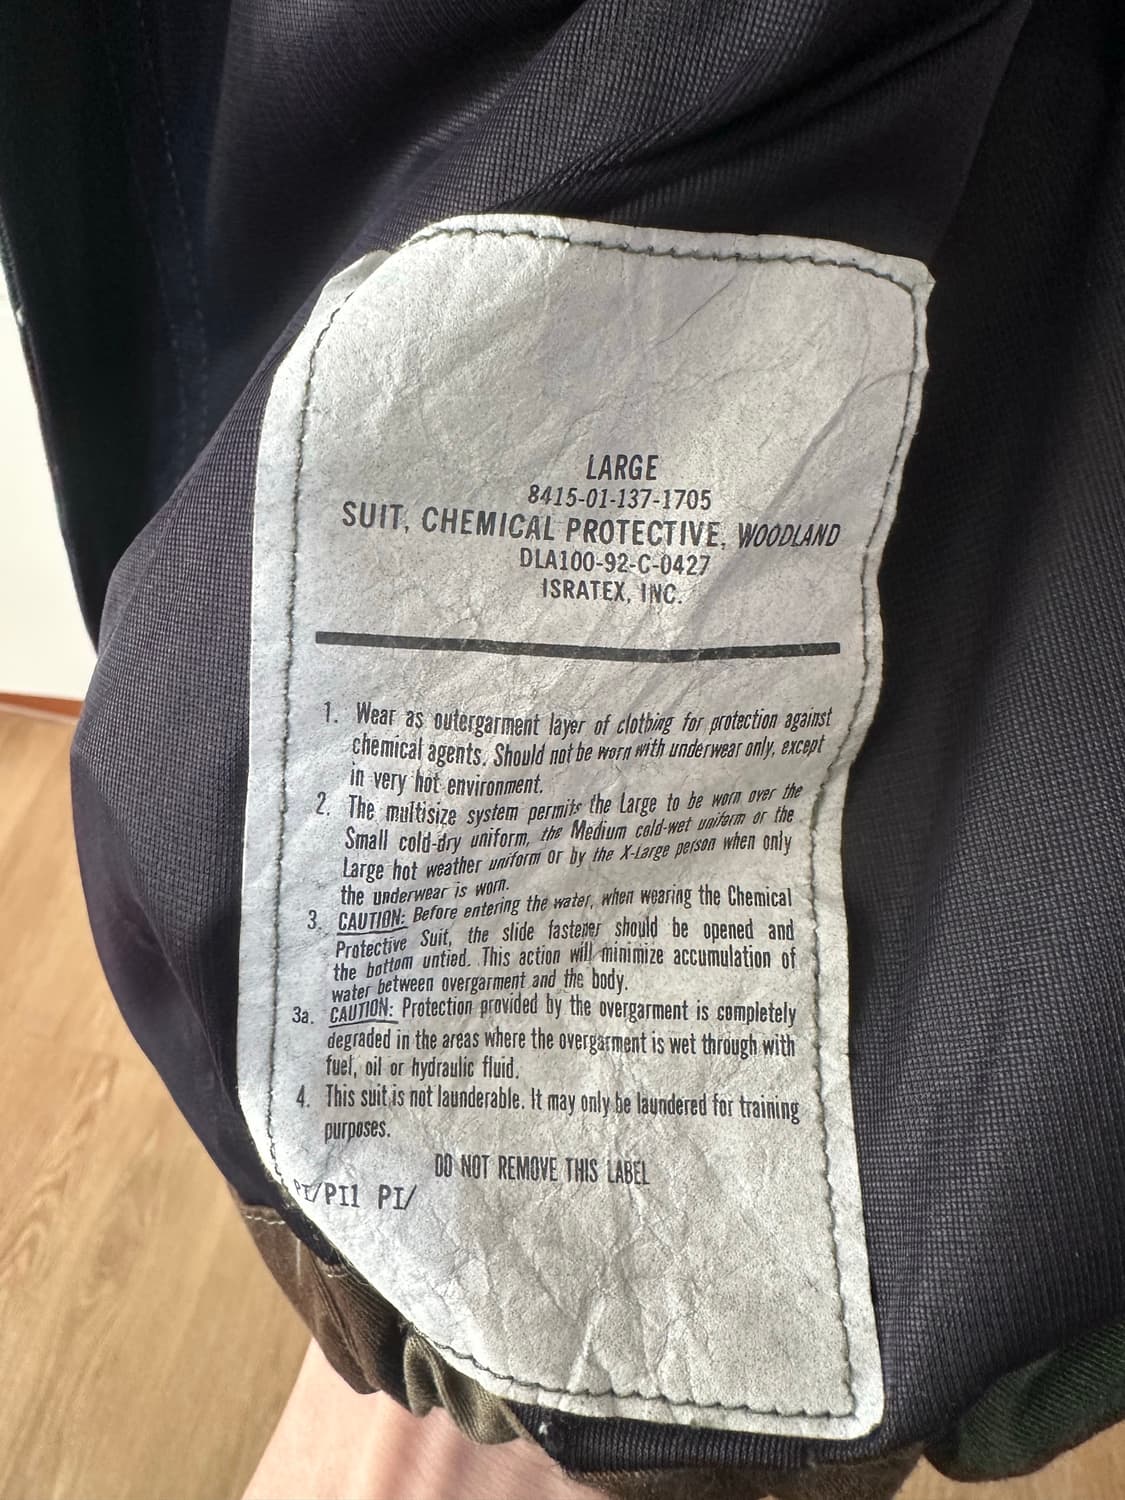 LARGE
8415-01-137-1705
SUIT, CHEMICAL PROTECTIVE, WOODLAND
DLA100-92-C-0427
ISRATEX, INC.
1. Wear as outergarment layer of clothing for protection against
chemical agents. Should not be worn with underwear only, except
in very hot environment.
2. The multisize system permits the Large to be worn over the
Small cold-dry uniform, the Medium cold-wet uniform or the
Large hot weather uniform or by the X-Large person when only
the underwear is worn.
3. CAUTION: Before entering the water, when wearing the Chemical
Protective Suit, the slide fastener should be opened and
the bottom untied. This action will minimize accumulation of
water between overgarment and the body.
3a. CAUTION: Protection provided by the overgarment is completely
degraded in the areas where the overgarment is wet through with
fuel, oil or hydraulic fluid.
4. This suit is not launderable. It may only be laundered for training
purposes.
DO NOT REMOVE THIS LABEL
PI/PI1 PI/